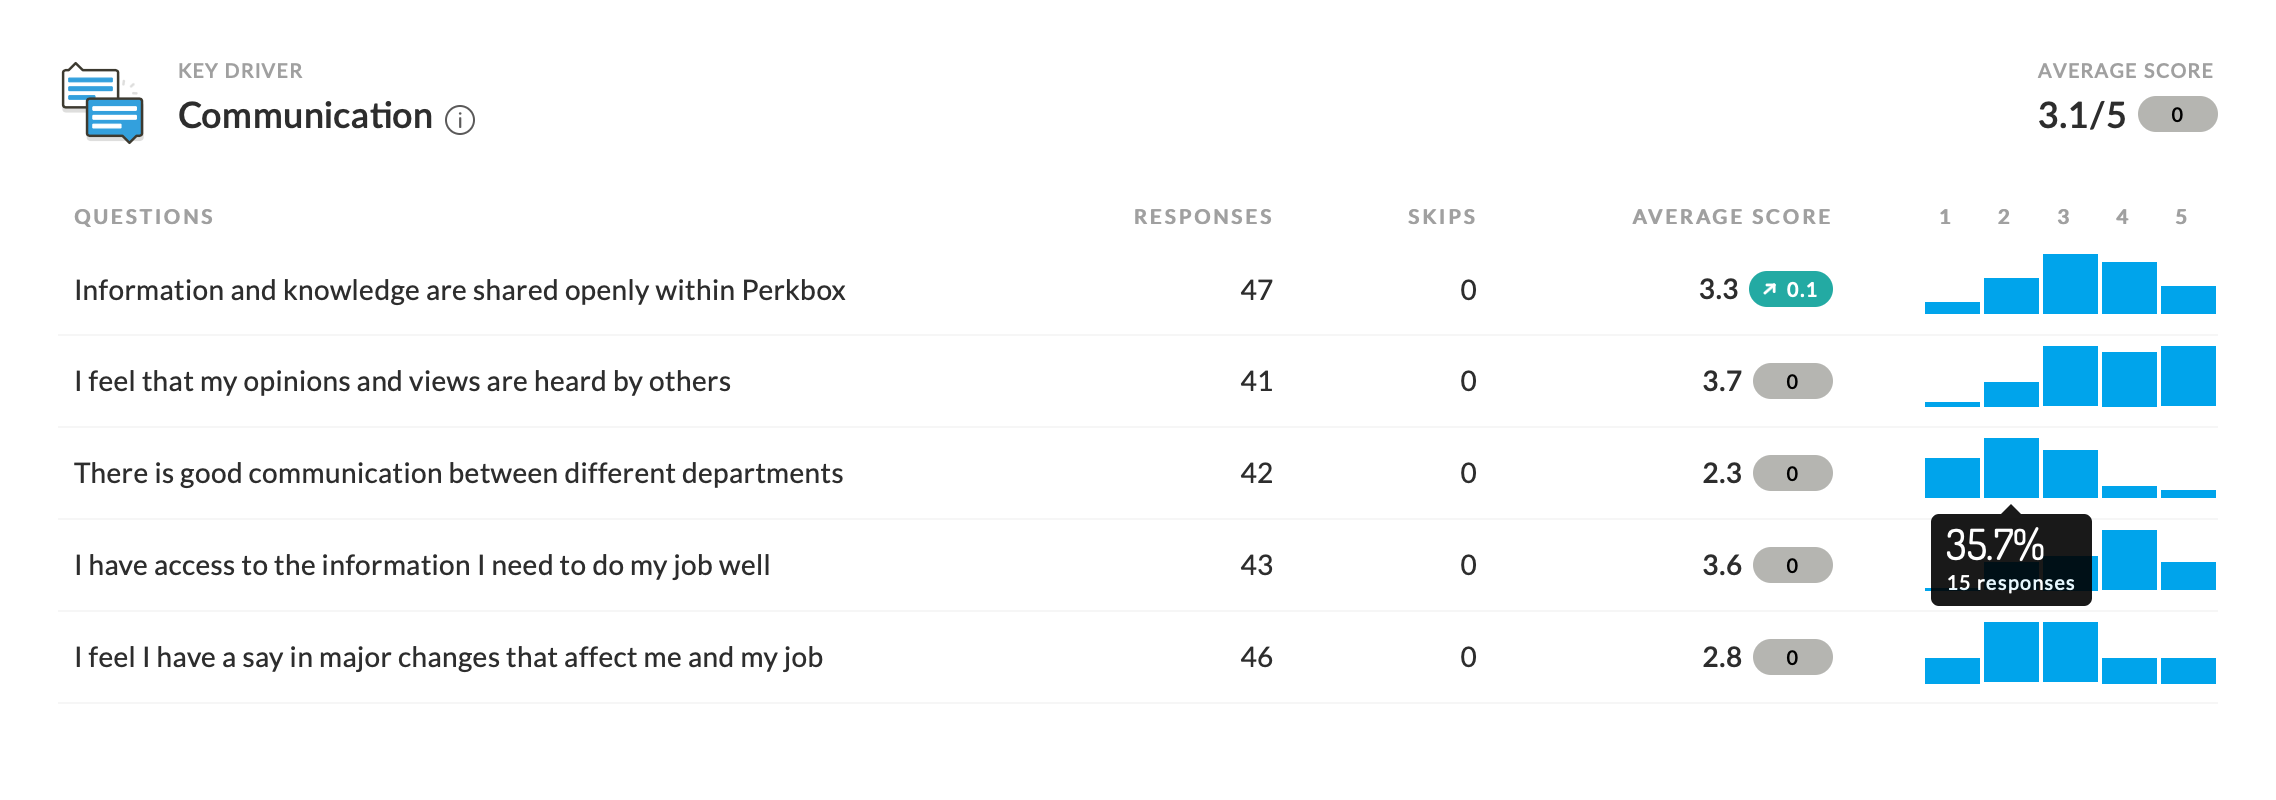 KEY DRIVER
Communication
AVERAGE SCORE
3.1/5 0
QUESTIONS RESPONSES SKIPS AVERAGE SCORE 1 2 3 4 5
Information and knowledge are shared openly within Perkbox 47 0 3.3 0.1
I feel that my opinions and views are heard by others 41 0 3.7 0
There is good communication between different departments 42 0 2.3 0
35.7%
15 responses
I have access to the information I need to do my job well 43 0 3.6 0
I feel I have a say in major changes that affect me and my job 46 0 2.8 0